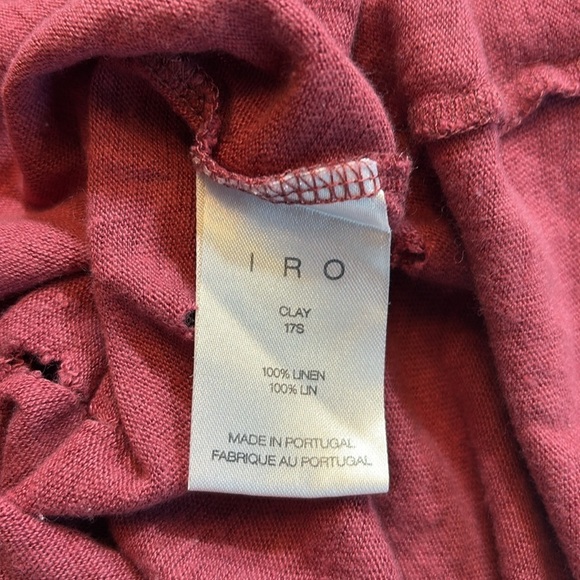 IRO
CLAY
17S
100% LINEN
100% LIN
MADE IN PORTUGAL
FABRIQUE AU PORTUGAL